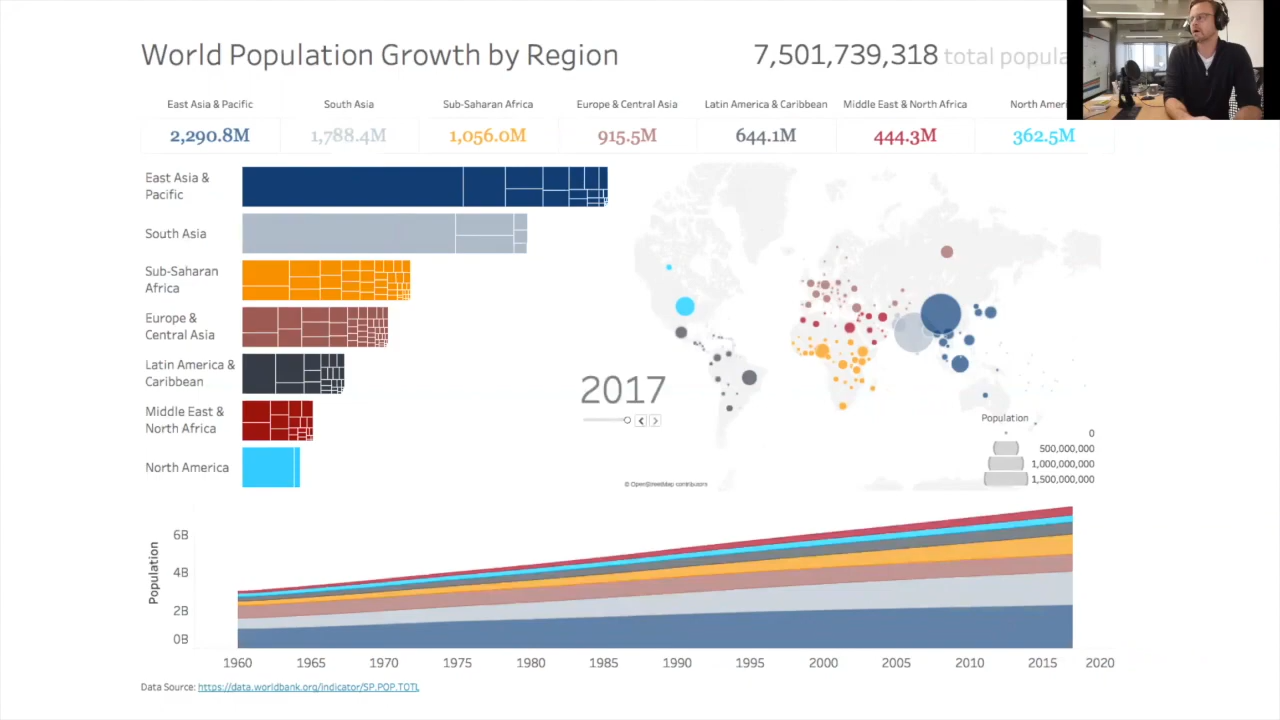 World Population Growth by Region
7,501,739,318 total popula
East Asia & Pacific
South Asia
Sub-Saharan Africa
Europe & Central Asia
Latin America & Caribbean
Middle East & North Africa
North Ameri
2,290.8M
1,788.4M
1,056.0M
915.5M
644.1M
444.3M
362.5M
East Asia &
Pacific
South Asia
Sub-Saharan
Africa
Europe &
Central Asia
Latin America &
Caribbean
Middle East &
North Africa
North America
2017
© OpenStreetMap contributors
Population
0
500,000,000
1,000,000,000
1,500,000,000
Population
6B
4B
2B
0B
1960
1965
1970
1975
1980
1985
1990
1995
2000
2005
2010
2015
2020
Data Source: https://data.worldbank.org/indicator/SP.POP.TOTL